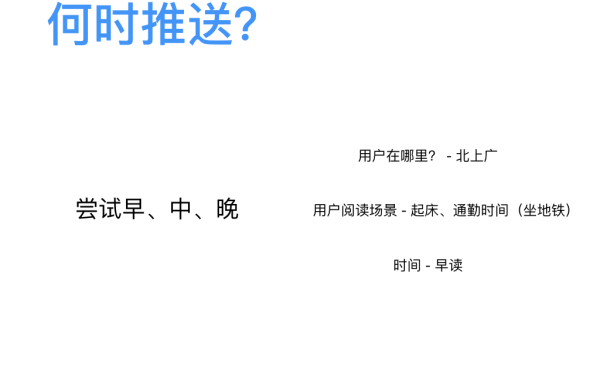 何时推送?
用户在哪里? - 北上广
尝试早、中、晚
用户阅读场景 - 起床、通勤时间（坐地铁）
时间 - 早读